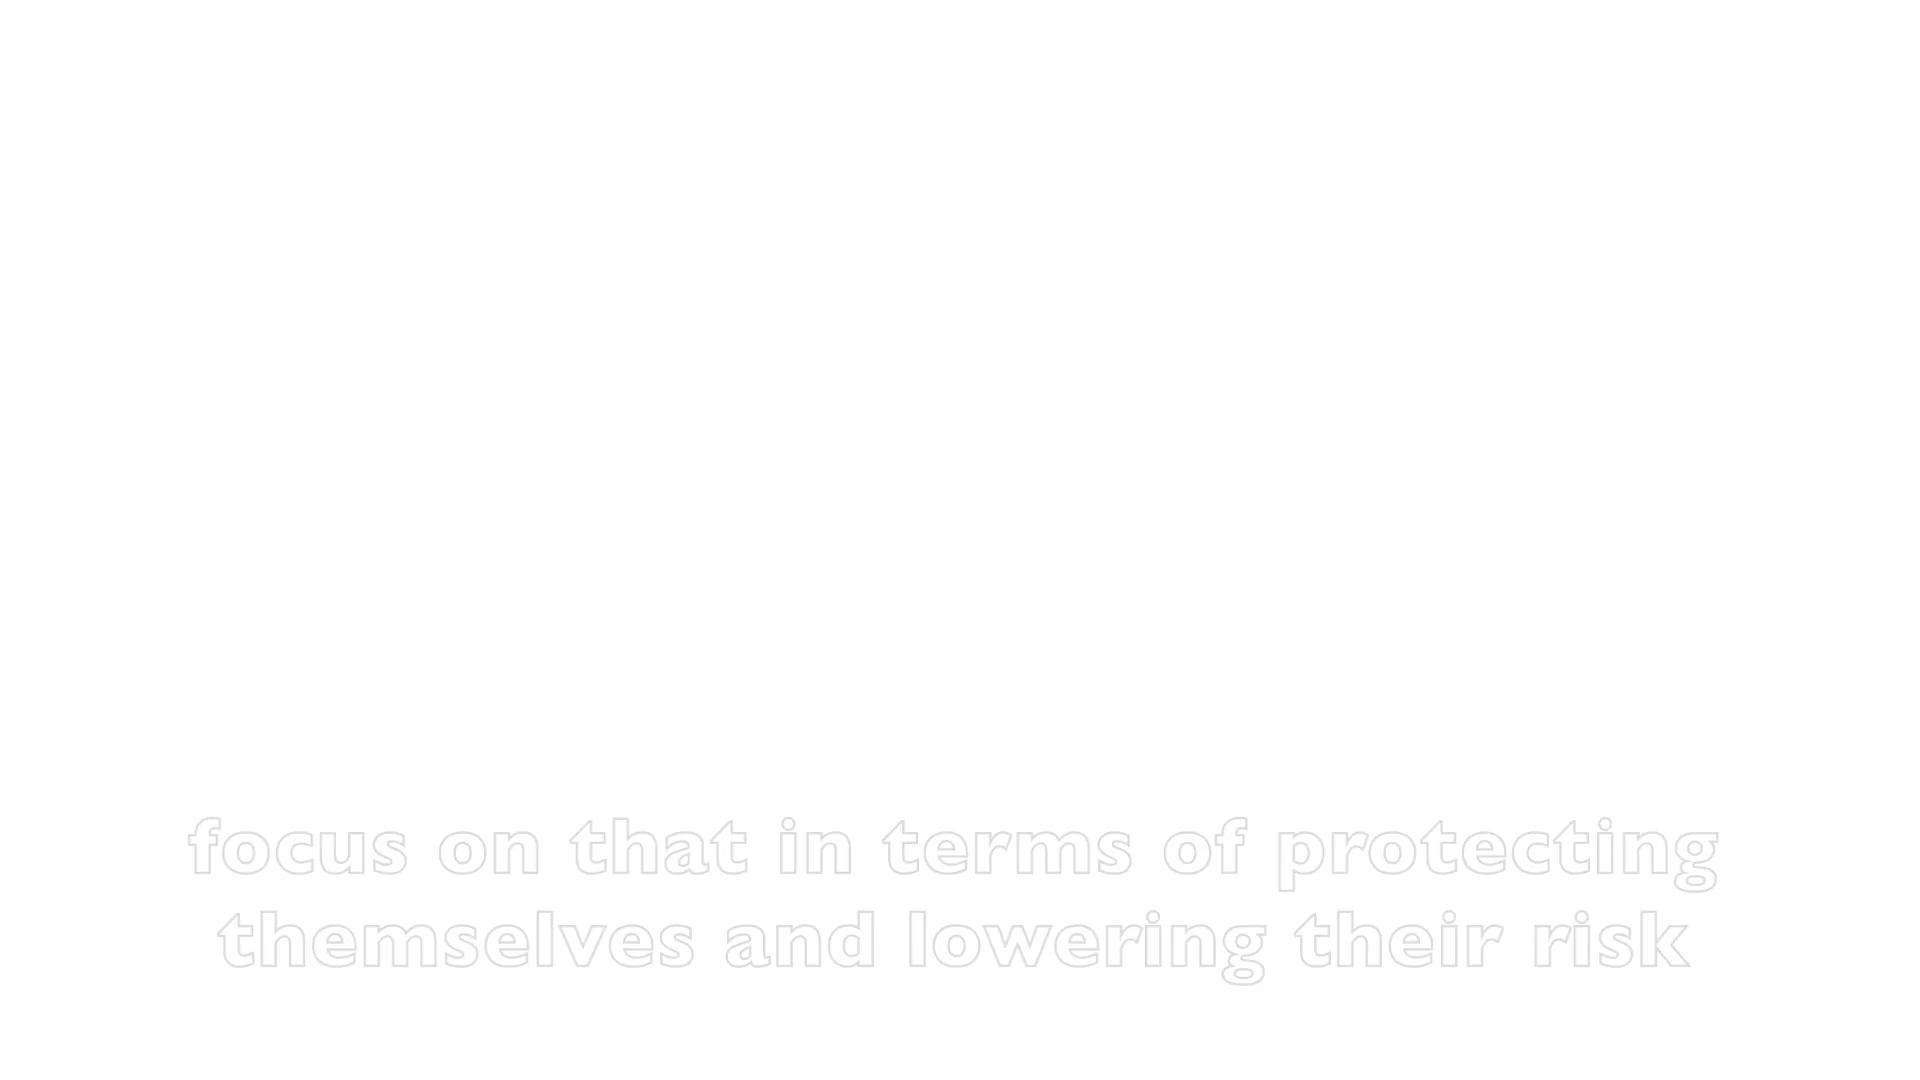 focus on that in terms of protecting
themselves and lowering their risk